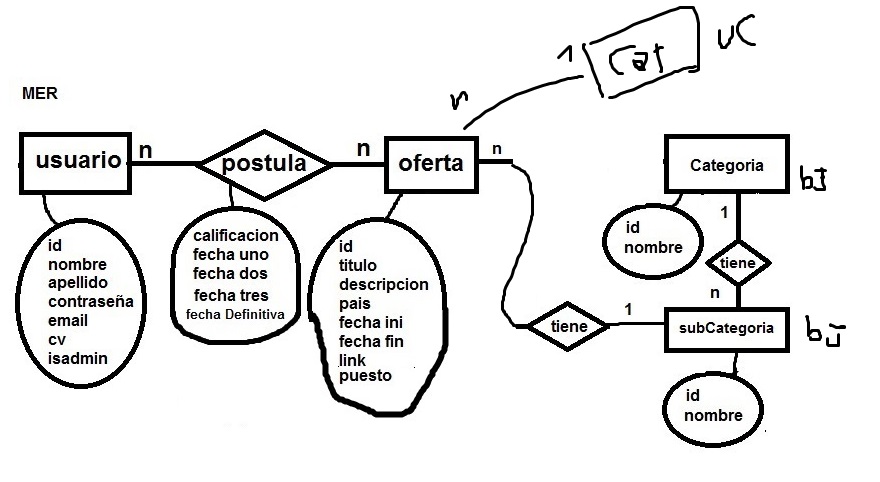 MER
usuario
n
postula
n
oferta
n
n
1
Cat
UC
id
nombre
apellido
contraseña
email
cv
isadmin
calificacion
fecha uno
fecha dos
fecha tres
fecha Definitiva
id
titulo
descripcion
pais
fecha ini
fecha fin
link
puesto
tiene
1
Categoria
id
nombre
1
tiene
n
subCategoria
id
nombre